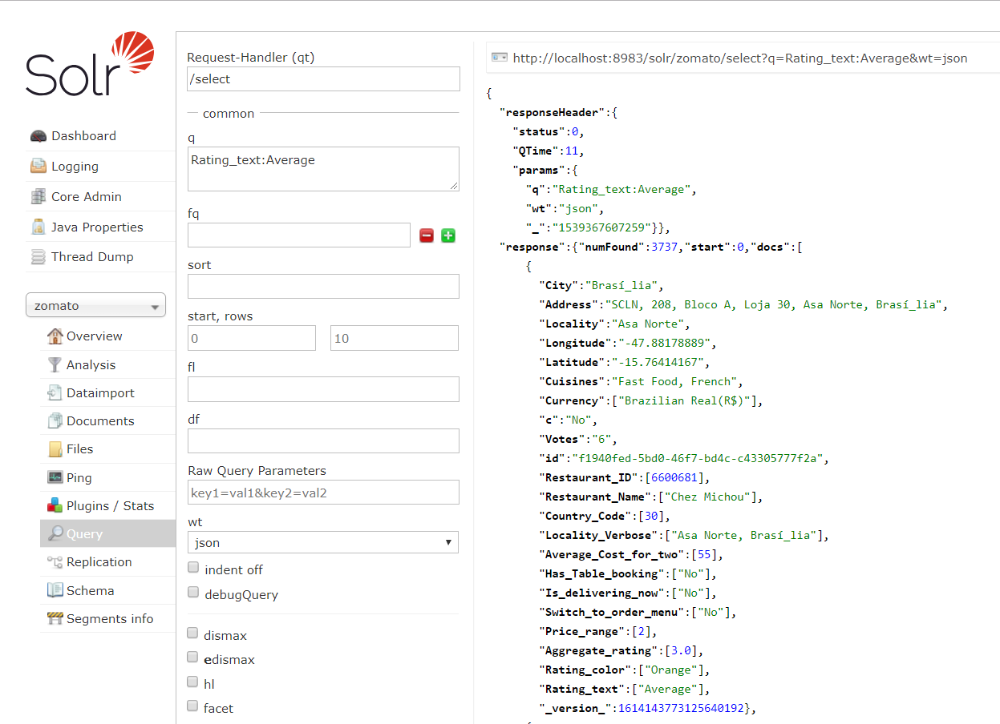 Solr
Dashboard
Logging
Core Admin
Java Properties
Thread Dump
zomato
Overview
Analysis
Dataimport
Documents
Files
Ping
Plugins / Stats
Query
Replication
Schema
Segments info
Request-Handler (qt)
/select
common
q
Rating_text:Average
fq
sort
start, rows
0 10
fl
df
Raw Query Parameters
key1=val1&key2=val2
wt
json
indent off
debugQuery
dismax
edismax
hl
facet
http://localhost:8983/solr/zomato/select?q=Rating_text:Average&wt=json
{
"responseHeader":{
"status":0,
"QTime":11,
"params":{
"q":"Rating_text:Average",
"wt":"json",
"_":"1539367607259"}},
"response":{"numFound":3737,"start":0,"docs":[
{
"City":"Brasí_lia",
"Address":"SCLN, 208, Bloco A, Loja 30, Asa Norte, Brasí_lia",
"Locality":"Asa Norte",
"Longitude":"-47.88178889",
"Latitude":"-15.76414167",
"Cuisines":"Fast Food, French",
"Currency":["Brazilian Real(R$)"],
"c":"No",
"Votes":"6",
"id":"f1940fed-5bd0-46f7-bd4c-c43305777f2a",
"Restaurant_ID":[6600681],
"Restaurant_Name":["Chez Michou"],
"Country_Code":[30],
"Locality_Verbose":["Asa Norte, Brasí_lia"],
"Average_Cost_for_two":[55],
"Has_Table_booking":["No"],
"Is_delivering_now":["No"],
"Switch_to_order_menu":["No"],
"Price_range":[2],
"Aggregate_rating":[3.0],
"Rating_color":["Orange"],
"Rating_text":["Average"],
"_version_":1614143773125640192},